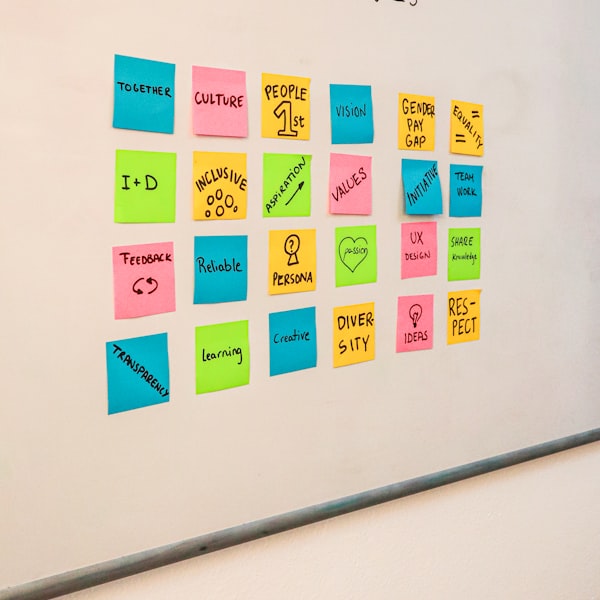 TOGETHER
CULTURE
PEOPLE
1st
VISION
GENDER
PAY
GAP
EQUALITY
I+D
INCLUSIVE
ASPIRATION
VALUES
INITIATIVE
TEAM
WORK
FEEDBACK
Reliable
?
PERSONA
passion
UX
DESIGN
SHARE
Knowledge
TRANSPARENCY
Learning
Creative
DIVER-
SITY
IDEAS
RES-
PECT